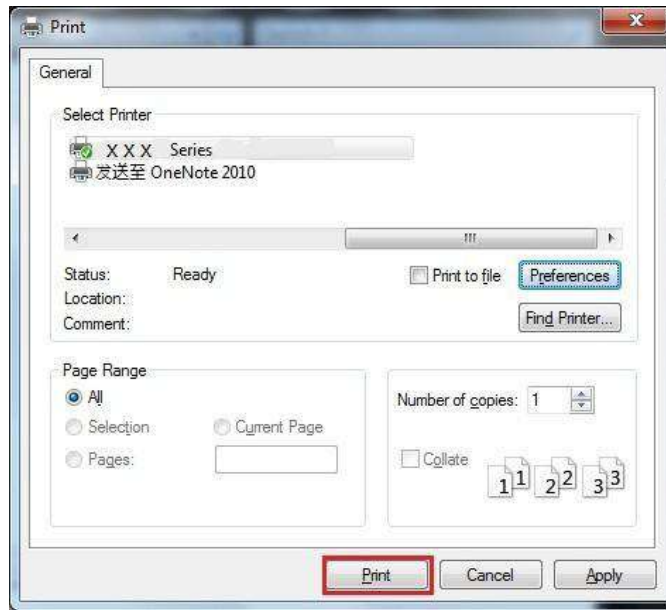 Print
General
Select Printer
X X X Series
发送至 OneNote 2010
Status: Ready
Print to file
Preferences
Location:
Comment:
Find Printer...
Page Range
All
Selection
Current Page
Pages:
Number of copies: 1
Collate
1 1 2 2 3 3
Print
Cancel
Apply